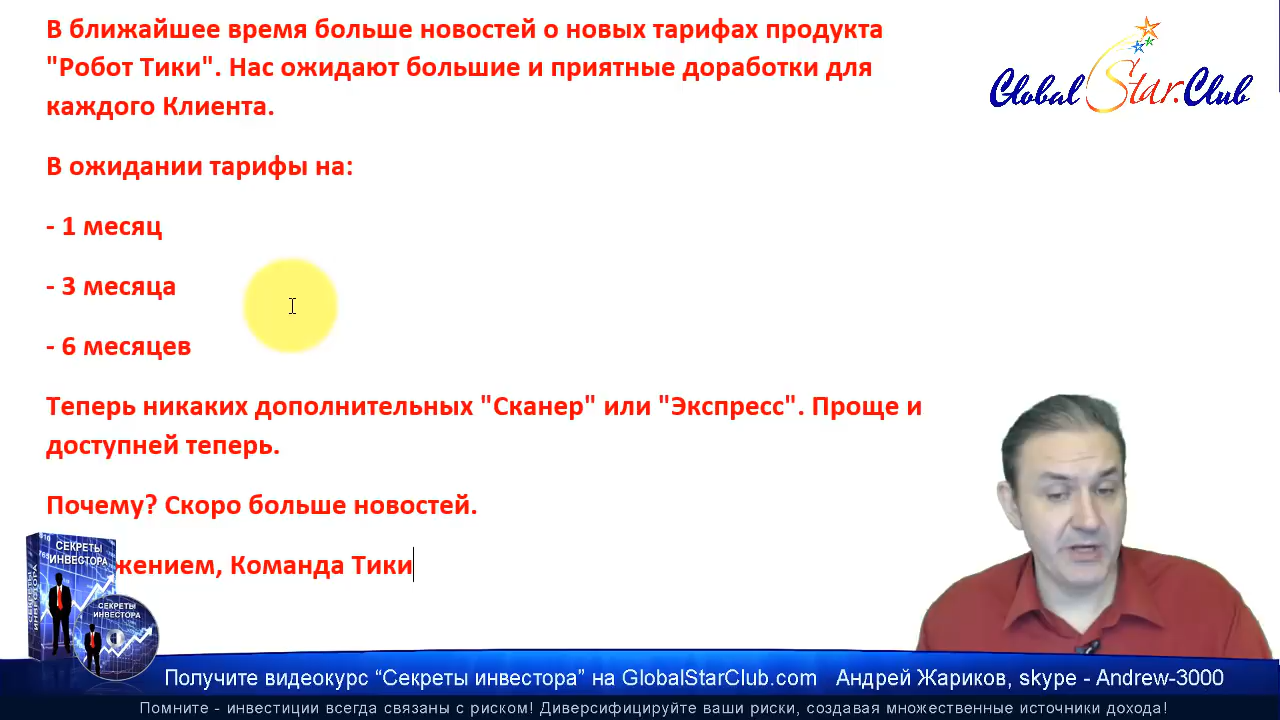 В ближайшее время больше новостей о новых тарифах продукта
"Робот Тики". Нас ожидают большие и приятные доработки для
каждого Клиента.
Global Star.Club
В ожидании тарифы на:
- 1 месяц
- 3 месяца
- 6 месяцев
Теперь никаких дополнительных "Сканер" или "Экспресс". Проще и
доступней теперь.
Почему? Скоро больше новостей.
жением, Команда Тики
СЕКРЕТЫ
ИНВЕСТОРА
СЕКРЕТЫ
ИНВЕСТОРА
Получите видеокурс “Секреты инвестора” на GlobalStarClub.com Андрей Жариков, skype - Andrew-3000
Помните - инвестиции всегда связаны с риском! Диверсифицируйте ваши риски, создавая множественные источники дохода!